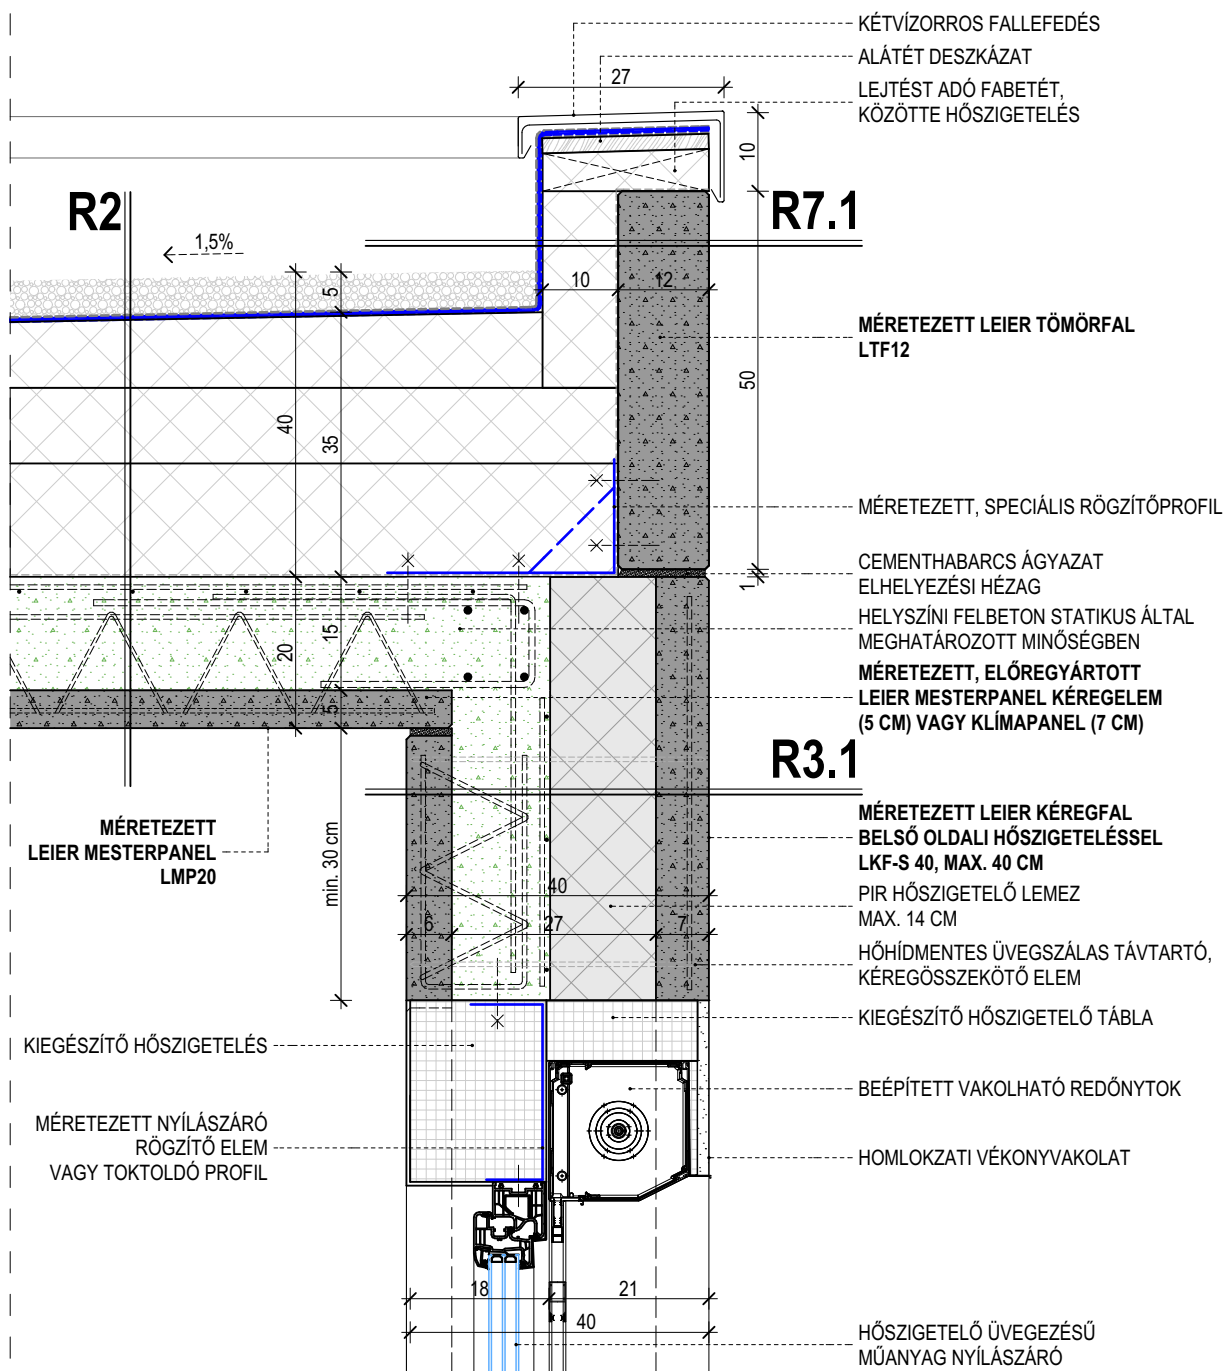 KÉTVÍZORROS FALLEFEDÉS
ALÁTÉT DESZKÁZAT
27
LEJTÉST ADÓ FABETÉT,
KÖZÖTTE HŐSZIGETELÉS
10
R2
R7.1
1,5%
5
10
12
MÉRETEZETT LEIER TÖMÖRFAL
LTF12
50
40
35
MÉRETEZETT, SPECIÁLIS RÖGZÍTŐPROFIL
CEMENTHABARCS ÁGYAZAT
ELHELYEZÉSI HÉZAG
1
HELYSZÍNI FELBETON STATIKUS ÁLTAL
MEGHATÁROZOTT MINŐSÉGBEN
15
20
MÉRETEZETT, ELŐREGYÁRTOTT
LEIER MESTERPANEL KÉREGELEM
(5 CM) VAGY KLÍMAPANEL (7 CM)
5
R3.1
MÉRETEZETT
LEIER MESTERPANEL
LMP20
min. 30 cm
MÉRETEZETT LEIER KÉREGFAL
BELSŐ OLDALI HŐSZIGETELÉSSEL
LKF-S 40, MAX. 40 CM
40
PIR HŐSZIGETELŐ LEMEZ
MAX. 14 CM
6
27
7
HŐHÍDMENTES ÜVEGSZÁLAS TÁVTARTÓ,
KÉREGÖSSZEKÖTŐ ELEM
KIEGÉSZÍTŐ HŐSZIGETELŐ TÁBLA
KIEGÉSZÍTŐ HŐSZIGETELÉS
BEÉPÍTETT VAKOLHATÓ REDŐNYTOK
MÉRETEZETT NYÍLÁSZÁRÓ
RÖGZÍTŐ ELEM
VAGY TOKTOLDÓ PROFIL
HOMLOKZATI VÉKONYVAKOLAT
18
21
40
HŐSZIGETELŐ ÜVEGEZÉSŰ
MŰANYAG NYÍLÁSZÁRÓ